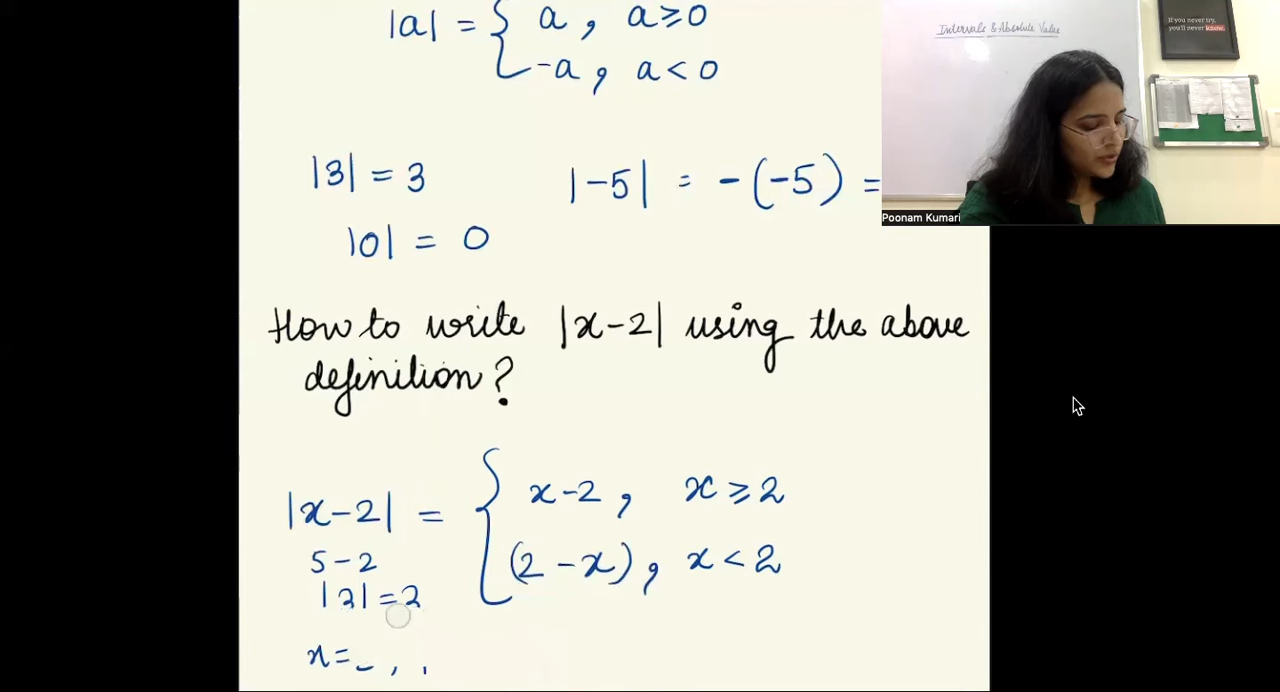 |a| = { a , a ≥ 0
-a , a < 0
Intervals & Absolute Value
If you never try,
you'll never know.
|3| = 3
|-5| = -(-5) =
Poonam Kumari
|0| = 0
How to write |x-2| using the above
definition?
|x-2| = { x-2 , x ≥ 2
(2-x) , x < 2
5-2
|3| = 3
x =